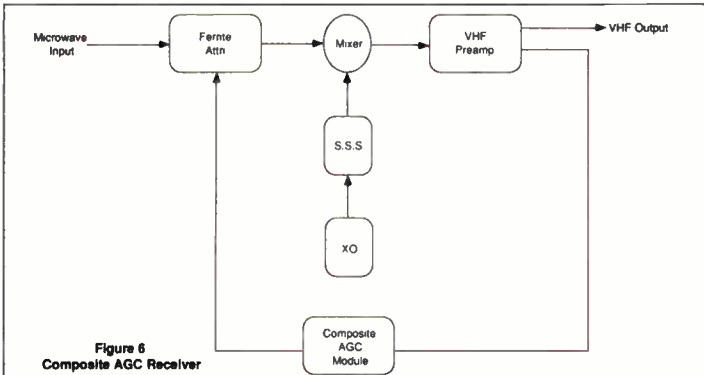 Microwave
Input
Ferrite
Attn
Mixer
VHF
Preamp
VHF Output
S.S.S
XO
Composite
AGC
Module
Figure 6
Composite AGC Receiver